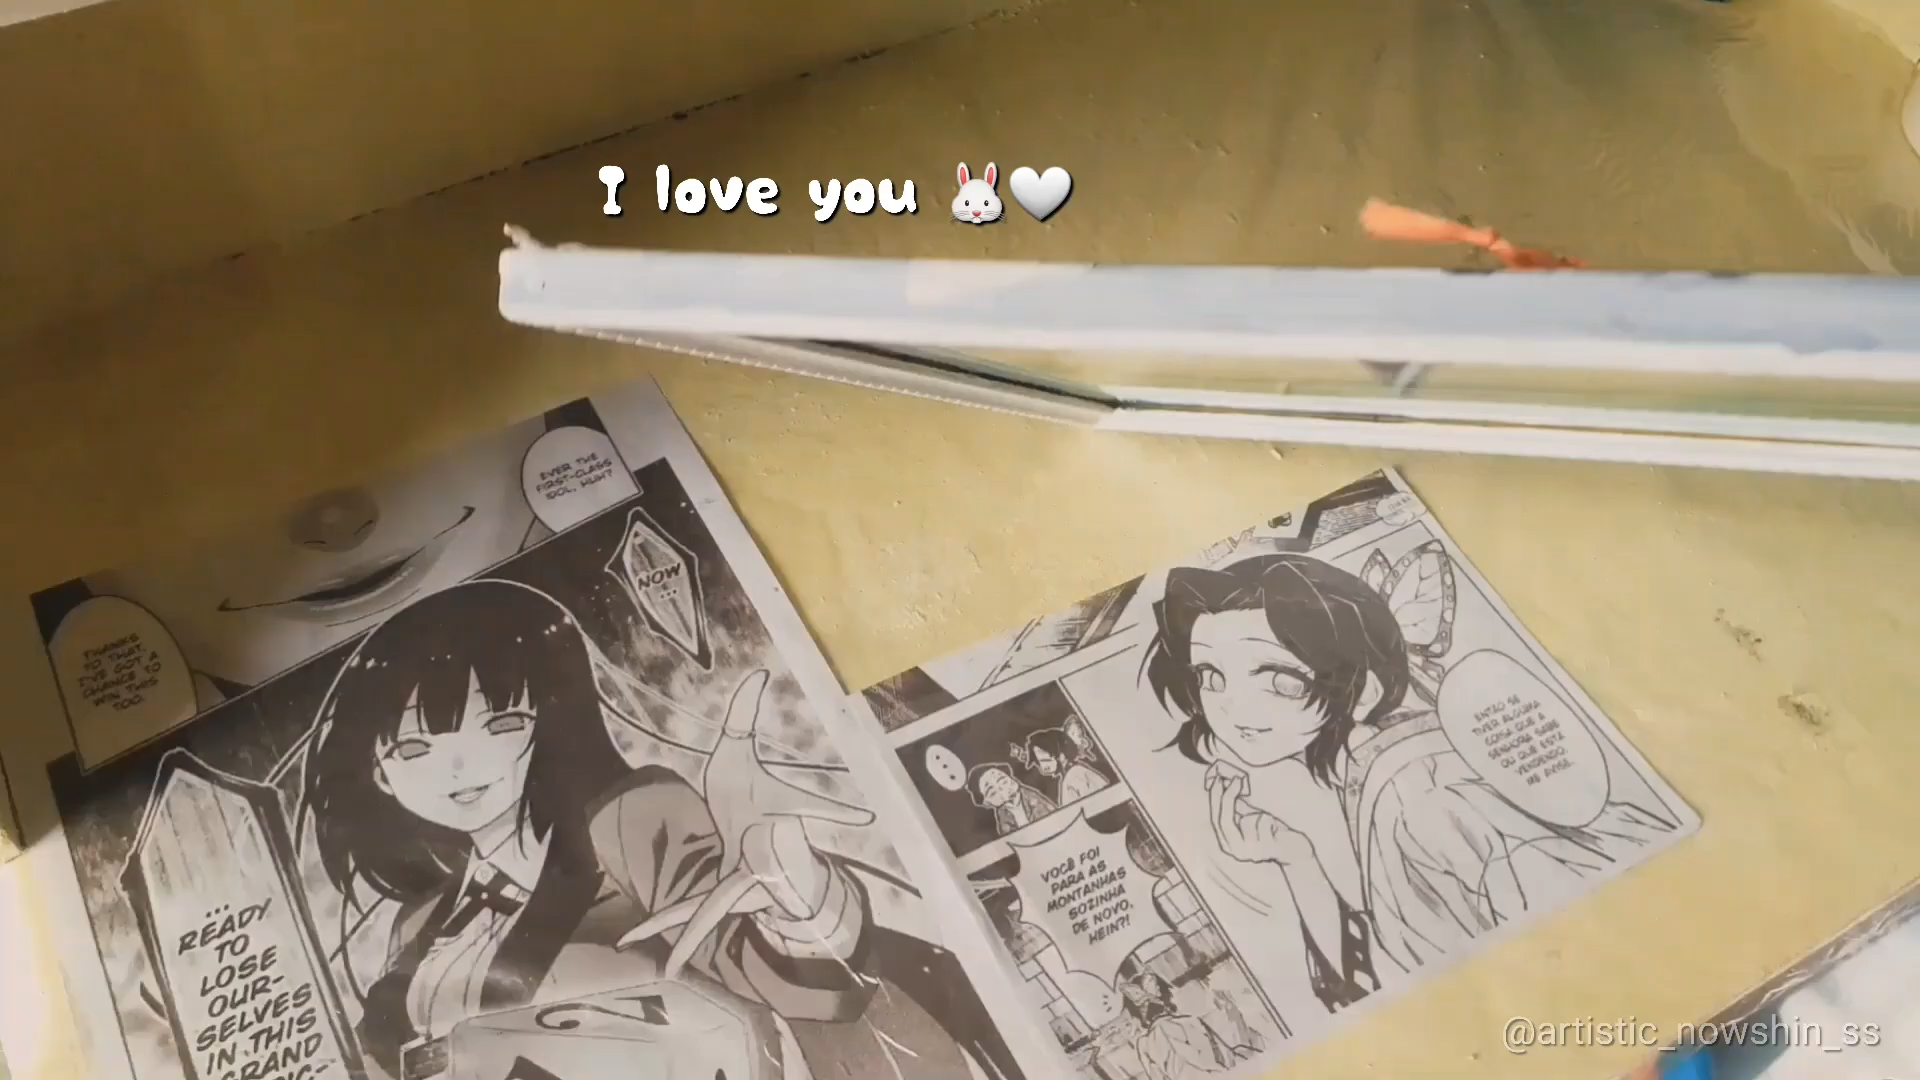 I love you 🐰🤍
EVER THE
FIRST-CLASS
IDOL, HUH?
NOW
...
THANKS
TO THAT,
I'VE GOT A
CHANCE TO
WIN THIS
TOO.
...
READY
TO
LOSE
OUR-
SELVES
IN THIS
GRAND
ENTÃO SE
TIVER ALGUMA
COISA QUE A
SENHORA SABE
OU QUE ESTÁ
VENDENDO,
ME AVISE.
...
VOCÊ FOI
PARA AS
MONTANHAS
SOZINHA
DE NOVO,
HEIN?!
@artistic_nowshin_ss